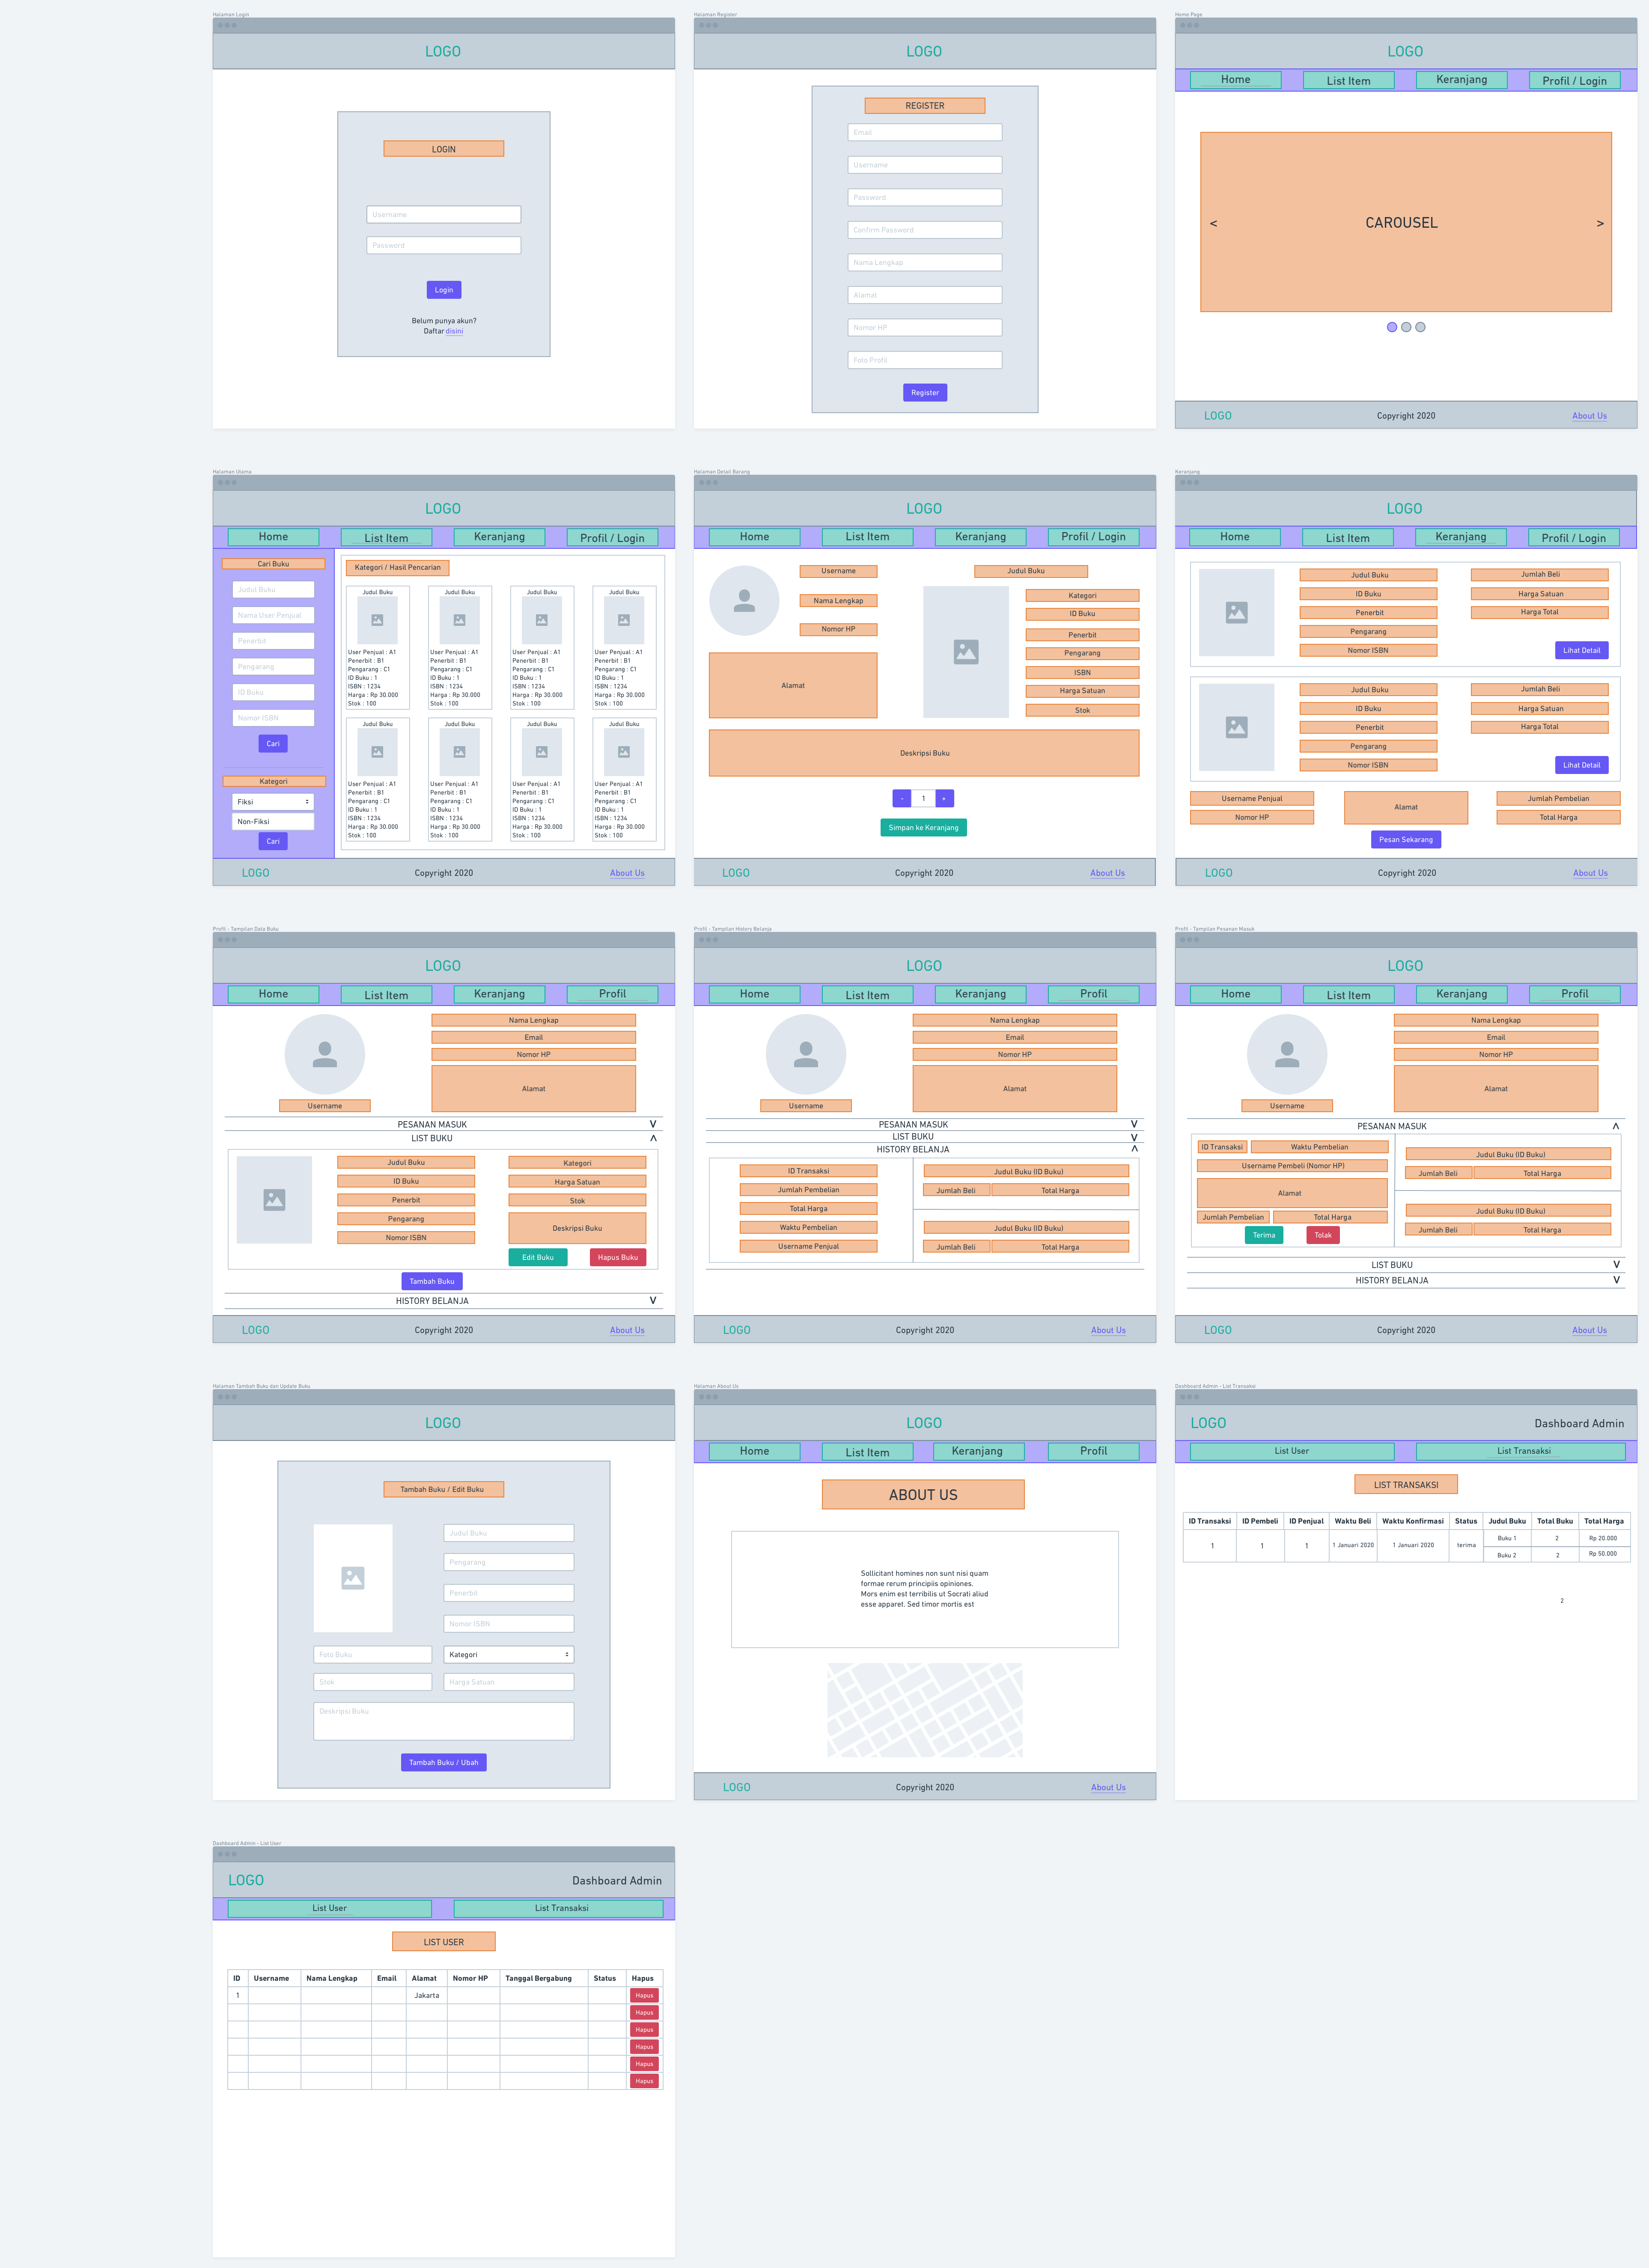 Halaman Login
LOGO
LOGIN
Username
Password
Login
Belum punya akun?
Daftar disini
Halaman Register
LOGO
REGISTER
Email
Username
Password
Confirm Password
Nama Lengkap
Alamat
Nomor HP
Foto Profil
Register
Home Page
LOGO
Home List Item Keranjang Profil / Login
< CAROUSEL >
LOGO Copyright 2020 About Us
Halaman Utama
LOGO
Home List Item Keranjang Profil / Login
Cari Buku
Judul Buku
Nama User Penjual
Penerbit
Pengarang
ID Buku
Nomor ISBN
Cari
Kategori
Fiksi
Non-Fiksi
Cari
Kategori / Hasil Pencarian
Judul Buku Judul Buku Judul Buku Judul Buku
User Penjual : A1 User Penjual : A1 User Penjual : A1 User Penjual : A1
Penerbit : B1 Penerbit : B1 Penerbit : B1 Penerbit : B1
Pengarang : C1 Pengarang : C1 Pengarang : C1 Pengarang : C1
ID Buku : 1 ID Buku : 1 ID Buku : 1 ID Buku : 1
ISBN : 1234 ISBN : 1234 ISBN : 1234 ISBN : 1234
Harga : Rp 30.000 Harga : Rp 30.000 Harga : Rp 30.000 Harga : Rp 30.000
Stok : 100 Stok : 100 Stok : 100 Stok : 100
Judul Buku Judul Buku Judul Buku Judul Buku
User Penjual : A1 User Penjual : A1 User Penjual : A1 User Penjual : A1
Penerbit : B1 Penerbit : B1 Penerbit : B1 Penerbit : B1
Pengarang : C1 Pengarang : C1 Pengarang : C1 Pengarang : C1
ID Buku : 1 ID Buku : 1 ID Buku : 1 ID Buku : 1
ISBN : 1234 ISBN : 1234 ISBN : 1234 ISBN : 1234
Harga : Rp 30.000 Harga : Rp 30.000 Harga : Rp 30.000 Harga : Rp 30.000
Stok : 100 Stok : 100 Stok : 100 Stok : 100
LOGO Copyright 2020 About Us
Halaman Detail Barang
LOGO
Home List Item Keranjang Profil / Login
Username
Nama Lengkap
Nomor HP
Alamat
Judul Buku
Kategori
ID Buku
Penerbit
Pengarang
ISBN
Harga Satuan
Stok
Deskripsi Buku
- 1 +
Simpan ke Keranjang
LOGO Copyright 2020 About Us
Keranjang
LOGO
Home List Item Keranjang Profil / Login
Judul Buku Jumlah Beli
ID Buku Harga Satuan
Penerbit Harga Total
Pengarang
Nomor ISBN Lihat Detail
Judul Buku Jumlah Beli
ID Buku Harga Satuan
Penerbit Harga Total
Pengarang
Nomor ISBN Lihat Detail
Username Penjual Alamat Jumlah Pembelian
Nomor HP Total Harga
Pesan Sekarang
LOGO Copyright 2020 About Us
Profil - Tampilan Data Buku
LOGO
Home List Item Keranjang Profil
Nama Lengkap
Email
Nomor HP
Alamat
Username
PESANAN MASUK V
LIST BUKU ^
Judul Buku Kategori
ID Buku Harga Satuan
Penerbit Stok
Pengarang Deskripsi Buku
Nomor ISBN
Edit Buku Hapus Buku
Tambah Buku
HISTORY BELANJA V
LOGO Copyright 2020 About Us
Profil - Tampilan History Belanja
LOGO
Home List Item Keranjang Profil
Nama Lengkap
Email
Nomor HP
Alamat
Username
PESANAN MASUK V
LIST BUKU V
HISTORY BELANJA ^
ID Transaksi
Jumlah Pembelian
Total Harga
Waktu Pembelian
Username Penjual
Judul Buku (ID Buku)
Jumlah Beli Total Harga
Judul Buku (ID Buku)
Jumlah Beli Total Harga
LOGO Copyright 2020 About Us
Profil - Tampilan Pesanan Masuk
LOGO
Home List Item Keranjang Profil
Nama Lengkap
Email
Nomor HP
Alamat
Username
PESANAN MASUK ^
ID Transaksi Waktu Pembelian
Username Pembeli (Nomor HP)
Alamat
Jumlah Pembelian Total Harga
Terima Tolak
Judul Buku (ID Buku)
Jumlah Beli Total Harga
Judul Buku (ID Buku)
Jumlah Beli Total Harga
LIST BUKU V
HISTORY BELANJA V
LOGO Copyright 2020 About Us
Halaman Tambah Buku dan Update Buku
LOGO
Tambah Buku / Edit Buku
Judul Buku
Pengarang
Penerbit
Nomor ISBN
Foto Buku Kategori
Stok Harga Satuan
Deskripsi Buku
Tambah Buku / Ubah
Halaman About Us
LOGO
Home List Item Keranjang Profil
ABOUT US
Sollicitant homines non sunt nisi quam
formae rerum principiis opiniones.
Mors enim est terribilis ut Socrati aliud
esse apparet. Sed timor mortis est
LOGO Copyright 2020 About Us
Dashboard Admin - List Transaksi
LOGO Dashboard Admin
List User List Transaksi
LIST TRANSAKSI
ID Transaksi ID Pembeli ID Penjual Waktu Beli Waktu Konfirmasi Status Judul Buku Total Buku Total Harga
1 1 1 1 Januari 2020 1 Januari 2020 terima Buku 1 2 Rp 20.000
Buku 2 2 Rp 50.000
2
Dashboard Admin - List User
LOGO Dashboard Admin
List User List Transaksi
LIST USER
ID Username Nama Lengkap Email Alamat Nomor HP Tanggal Bergabung Status Hapus
1 Jakarta Hapus
Hapus
Hapus
Hapus
Hapus
Hapus